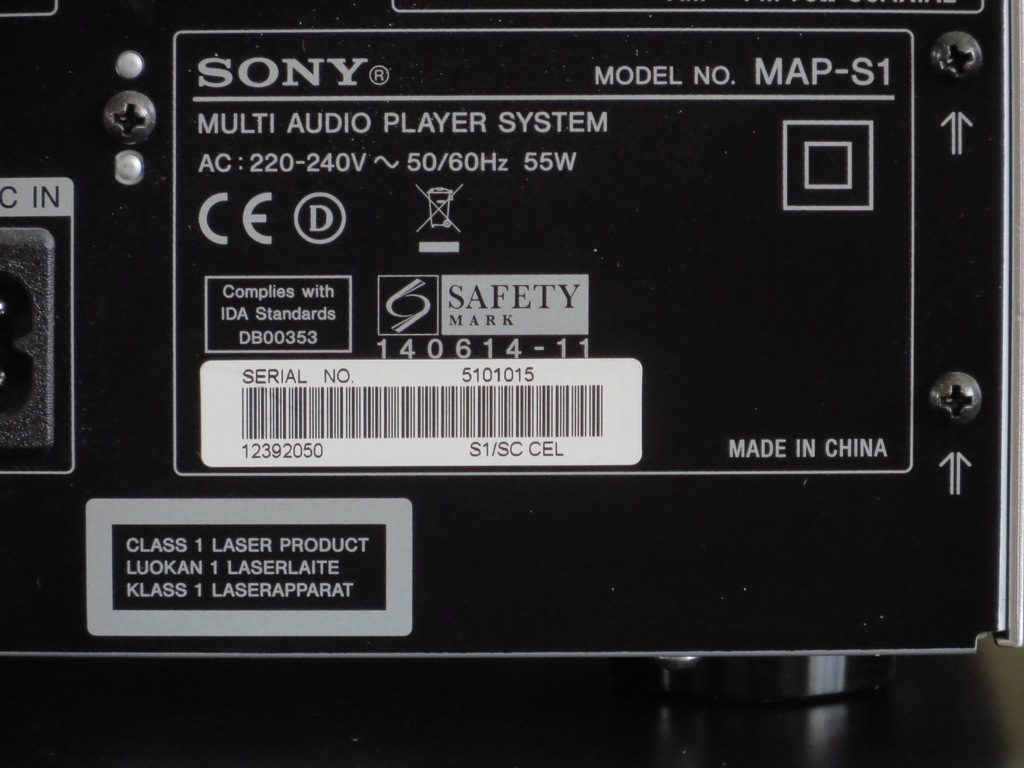 SONY® MODEL NO. MAP-S1
MULTI AUDIO PLAYER SYSTEM
AC : 220-240V ~ 50/60Hz 55W
C IN
CE D
Complies with
IDA Standards
DB00353
SAFETY
MARK
140614-11
SERIAL NO. 5101015
12392050 S1/SC CEL
MADE IN CHINA
CLASS 1 LASER PRODUCT
LUOKAN 1 LASERLAITE
KLASS 1 LASERAPPARAT